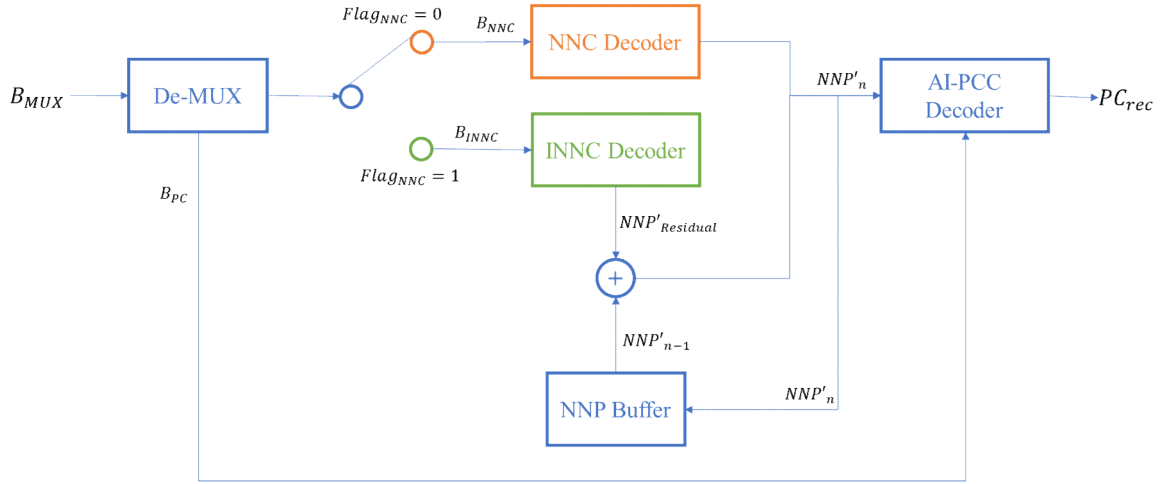 Flag_NNC = 0
B_NNC
NNC Decoder
B_MUX
De-MUX
NNP'_n
AI-PCC
Decoder
PC_rec
B_INNC
INNC Decoder
Flag_NNC = 1
B_PC
NNP'_Residual
+
NNP'_n−1
NNP Buffer
NNP'_n